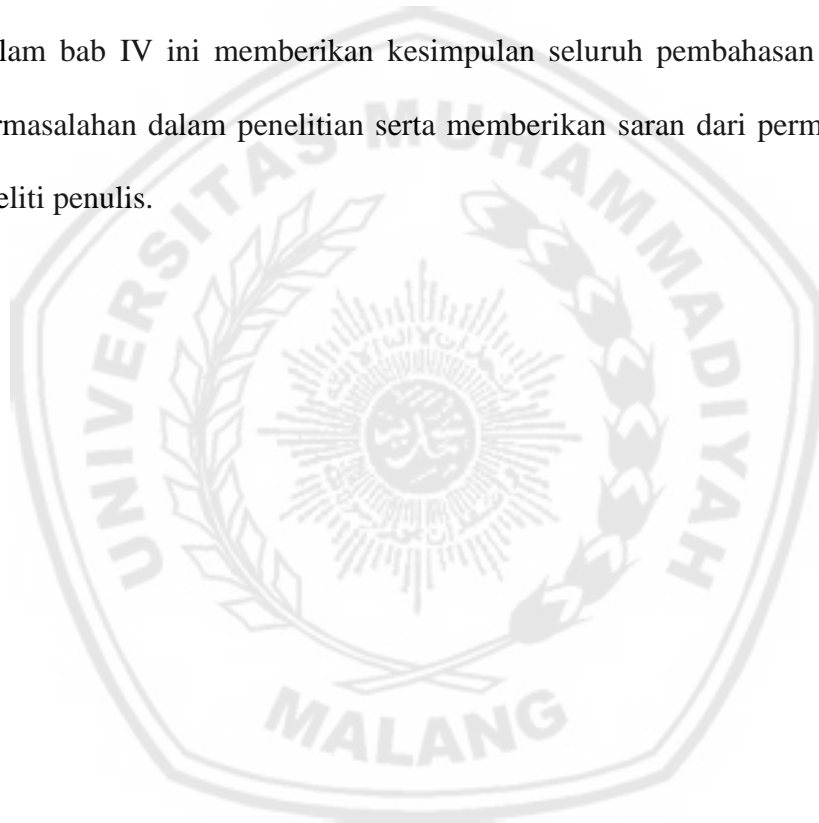 lam bab IV ini memberikan kesimpulan seluruh pembahasan
rmasalahan dalam penelitian serta memberikan saran dari perm
eliti penulis.
UNIVERSITAS MUHAMMADIYAH
MALANG